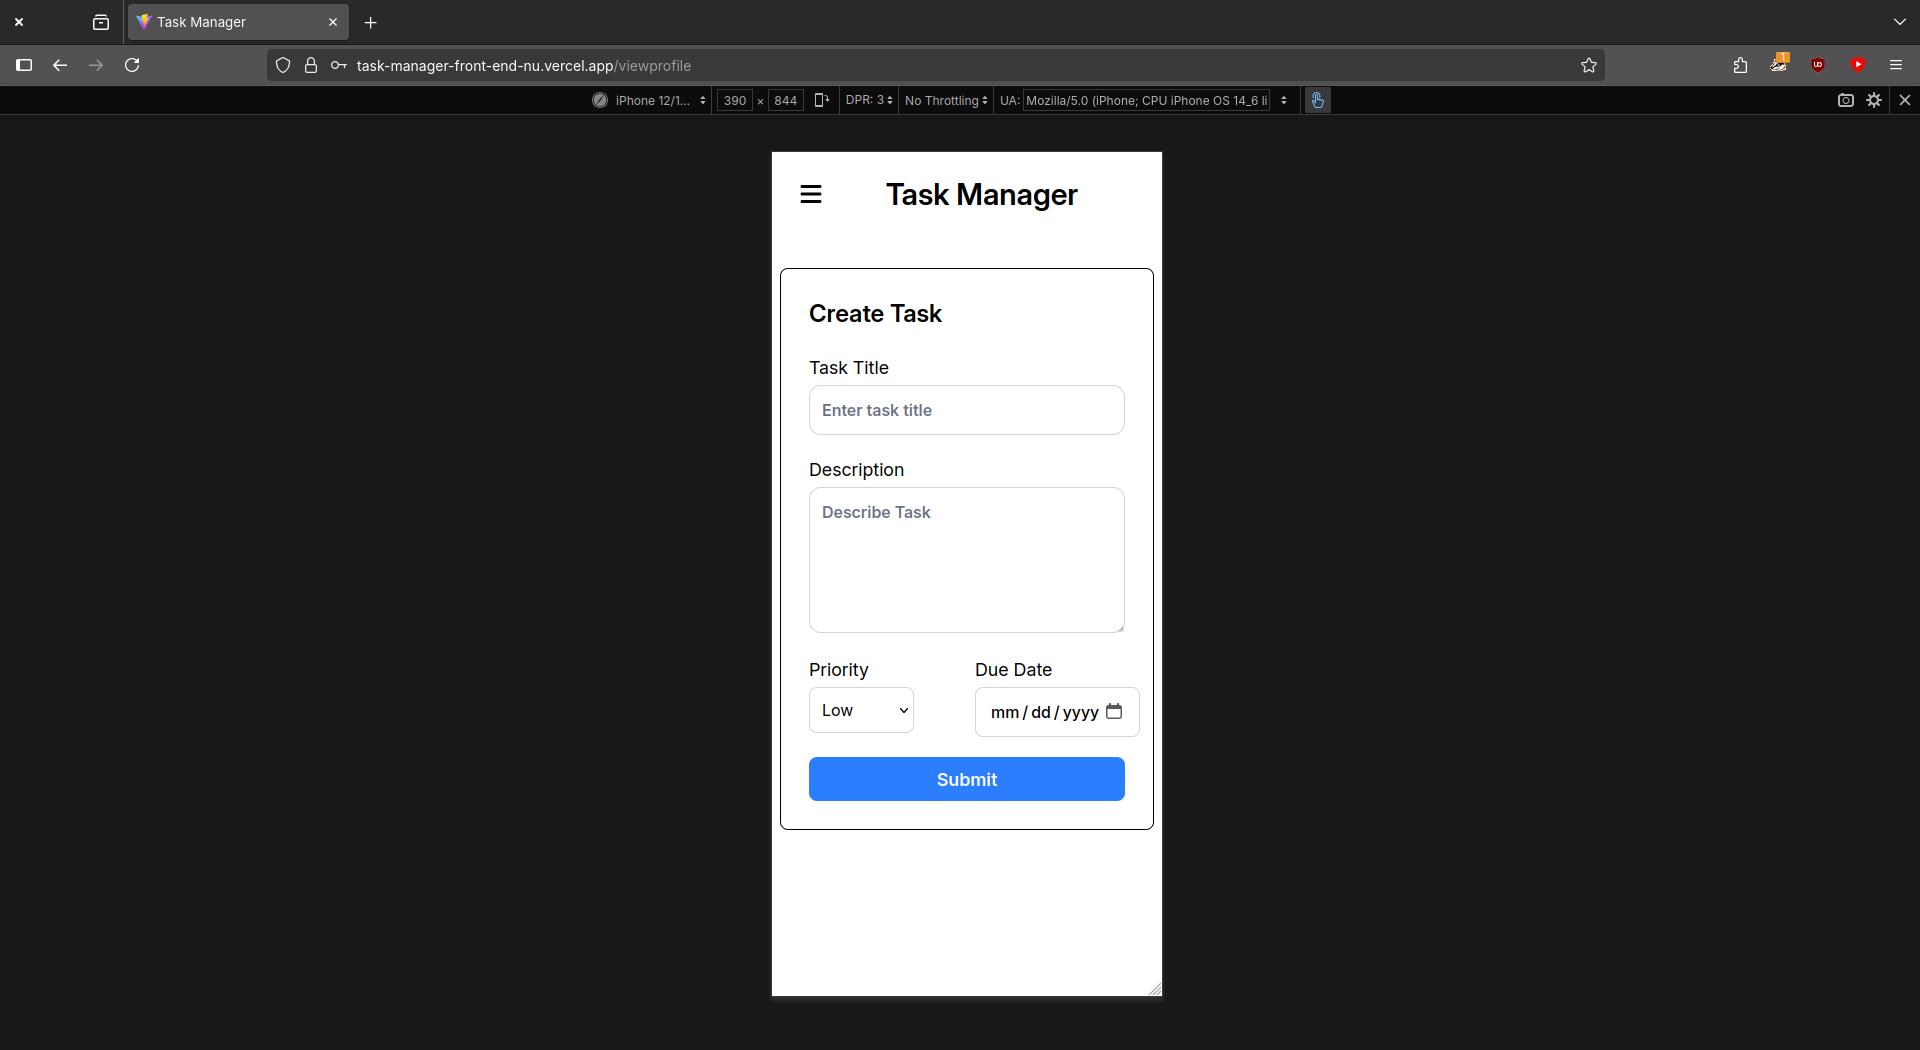 Task Manager
task-manager-front-end-nu.vercel.app/viewprofile
1
iPhone 12/1... 390 × 844 DPR: 3 No Throttling UA: Mozilla/5.0 (iPhone; CPU iPhone OS 14_6 li
Task Manager
Create Task
Task Title
Enter task title
Description
Describe Task
Priority Due Date
Low mm / dd / yyyy
Submit